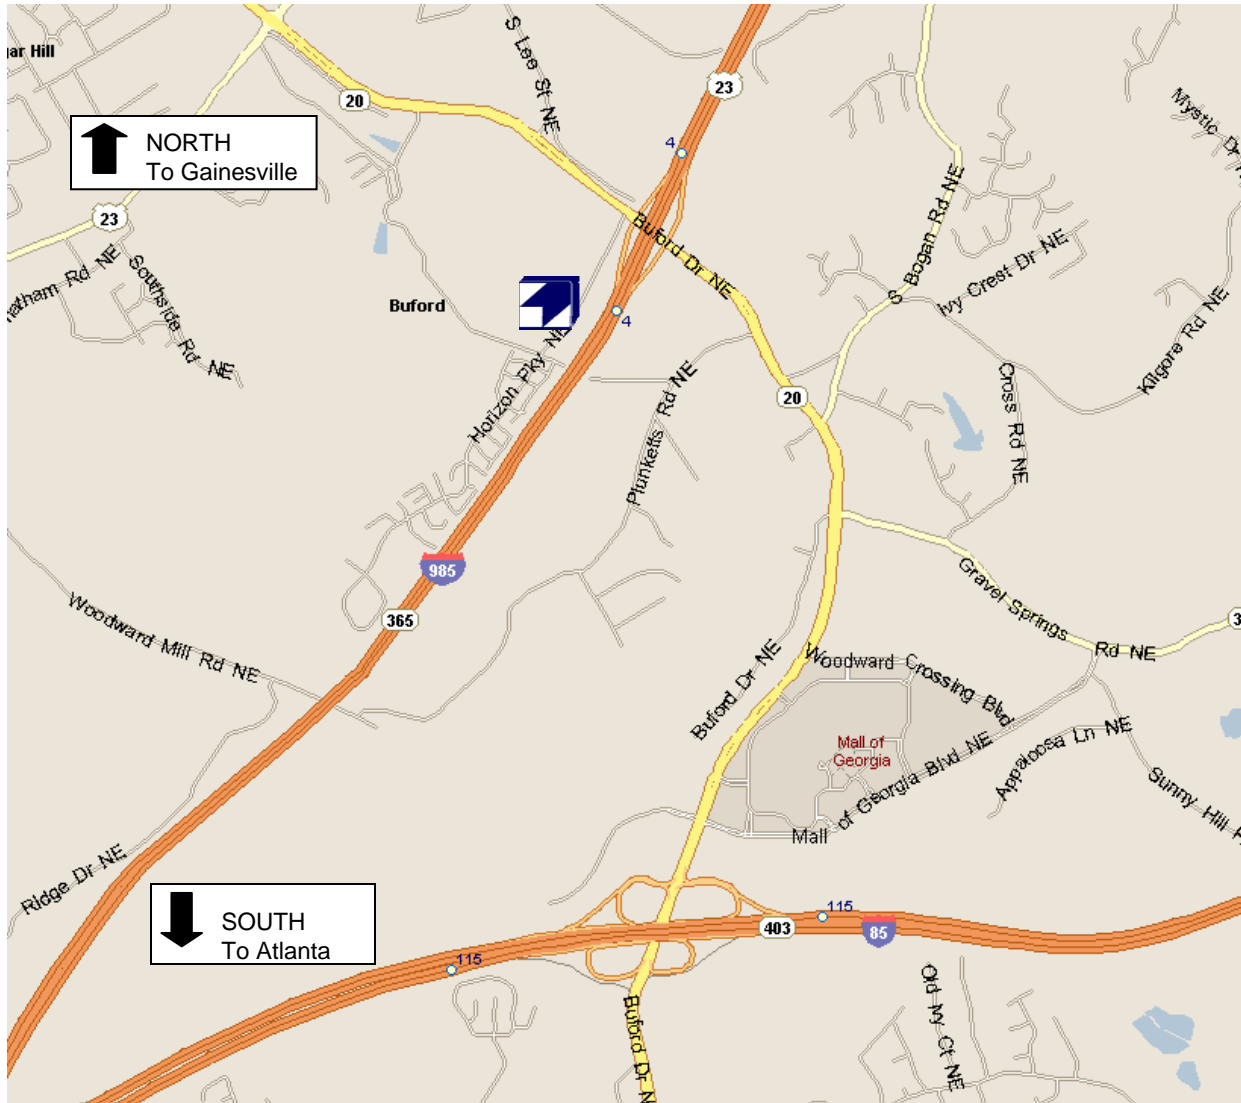 S Lee St NE
23
20
4
Mystic Dr
NORTH
To Gainesville
23
S Bogan Rd NE
Buford Dr NE
Ivy Crest Dr NE
Rd NE
Southside Rd NE
Buford
4
Kilgore Rd NE
Horizon Pky NE
Plunketts Rd NE
Cross Rd NE
20
985
365
Gravel Springs Rd NE
Woodward Mill Rd NE
Woodward Crossing Blvd
Buford Dr NE
Mall of
Georgia
Mall of Georgia Blvd NE
Appaloosa Ln NE
Sunny Hill
Ridge Dr NE
SOUTH
To Atlanta
115
403
85
115
Old Ivy Ct NE
Buford Dr N